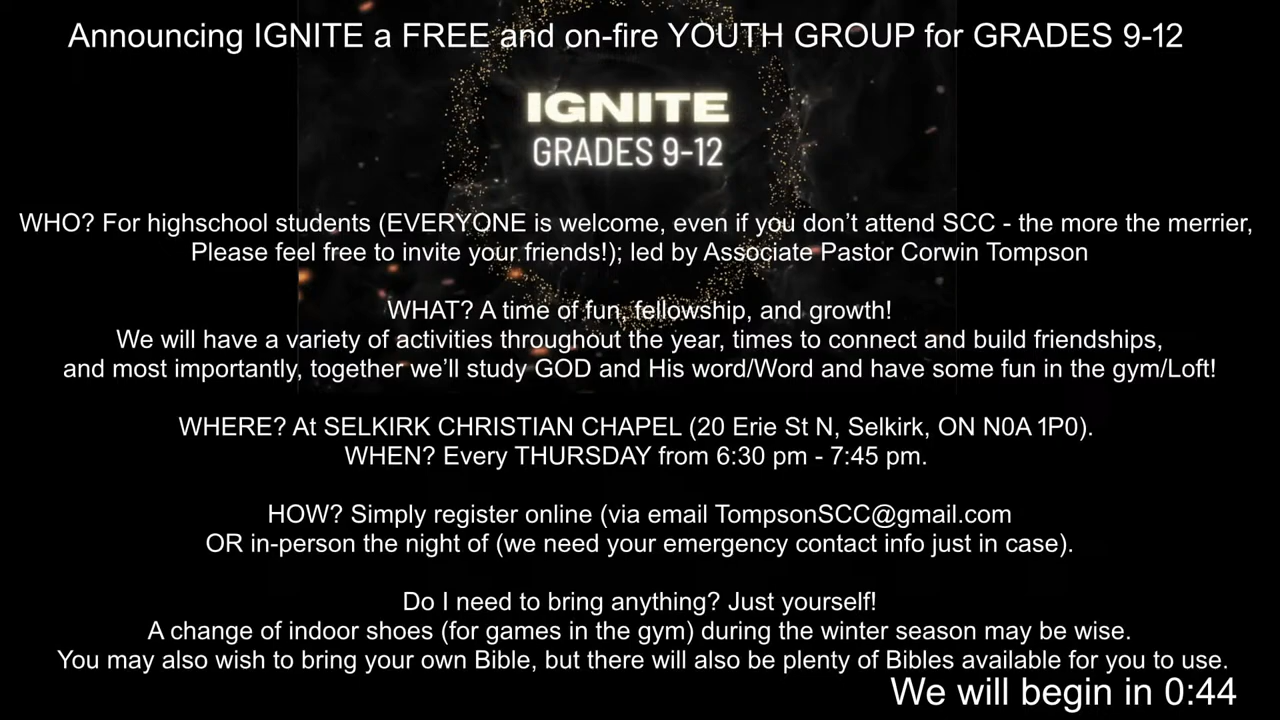 Announcing IGNITE a FREE and on-fire YOUTH GROUP for GRADES 9-12
IGNITE
GRADES 9-12
WHO? For highschool students (EVERYONE is welcome, even if you don’t attend SCC - the more the merrier,
Please feel free to invite your friends!); led by Associate Pastor Corwin Tompson
WHAT? A time of fun, fellowship, and growth!
We will have a variety of activities throughout the year, times to connect and build friendships,
and most importantly, together we’ll study GOD and His word/Word and have some fun in the gym/Loft!
WHERE? At SELKIRK CHRISTIAN CHAPEL (20 Erie St N, Selkirk, ON N0A 1P0).
WHEN? Every THURSDAY from 6:30 pm - 7:45 pm.
HOW? Simply register online (via email TompsonSCC@gmail.com
OR in-person the night of (we need your emergency contact info just in case).
Do I need to bring anything? Just yourself!
A change of indoor shoes (for games in the gym) during the winter season may be wise.
You may also wish to bring your own Bible, but there will also be plenty of Bibles available for you to use.
We will begin in 0:44